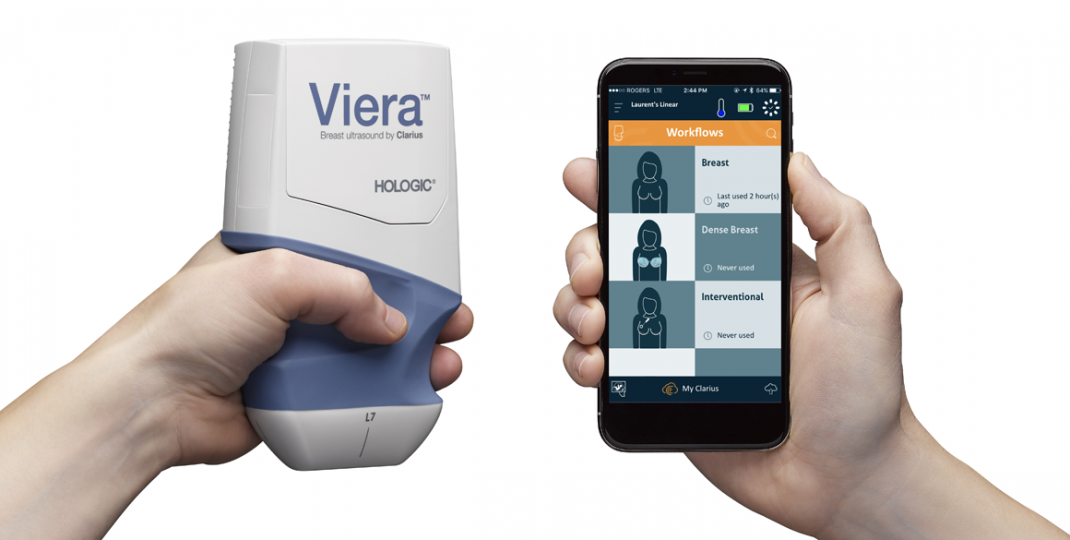 Viera™
Breast ultrasound by Clarius
HOLOGIC®
L7
ROGERS LTE 2:44 PM 64%
Laurent's Linear
Workflows
Breast
Last used 2 hour(s)
ago
Dense Breast
Never used
Interventional
Never used
My Clarius